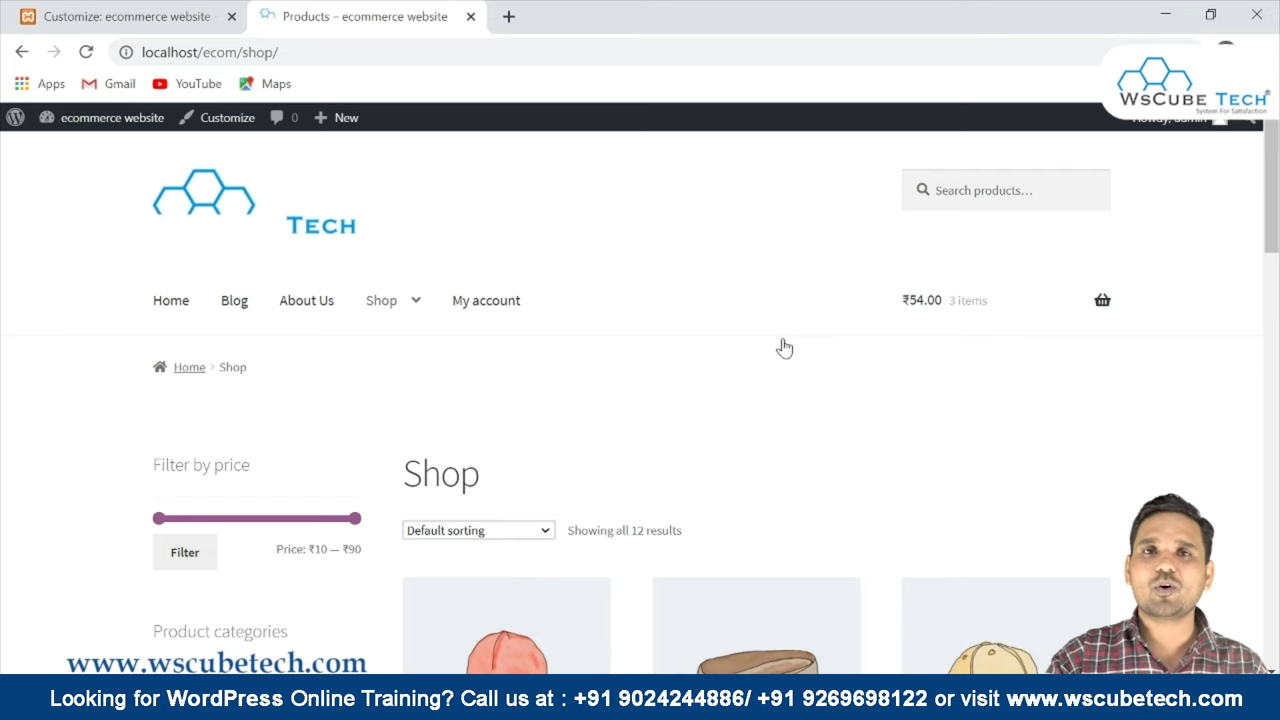 Customize: ecommerce website
Products – ecommerce website
localhost/ecom/shop/
Apps
Gmail
YouTube
Maps
WsCube Tech®
System For Satisfaction
ecommerce website
Customize
0
New
Howdy, admin
Tech
Search products…
Home
Blog
About Us
Shop
My account
₹54.00 3 items
Home > Shop
Filter by price
Shop
Default sorting
Showing all 12 results
Filter
Price: ₹10 — ₹90
Product categories
www.wscubetech.com
Looking for WordPress Online Training? Call us at : +91 9024244886/ +91 9269698122 or visit www.wscubetech.com